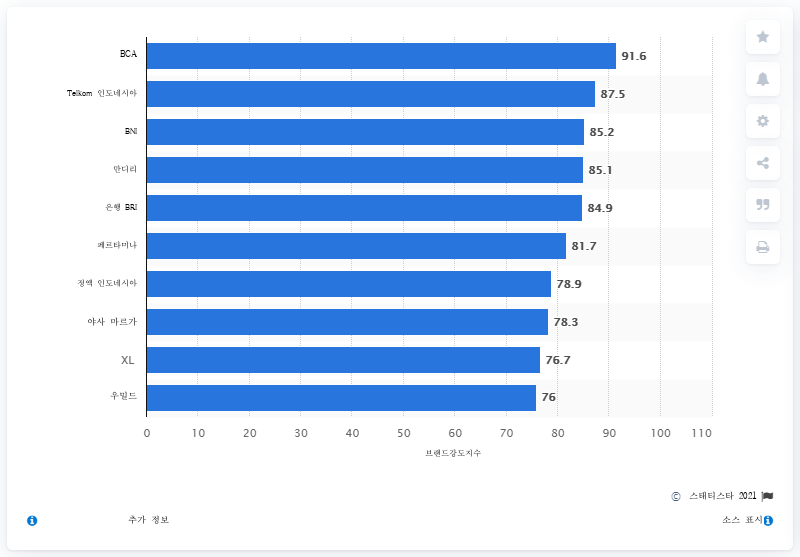 BCA 91.6
Telkom 인도네시아 87.5
BNI 85.2
만디리 85.1
은행 BRI 84.9
페르타미나 81.7
정액 인도네시아 78.9
야사 마르가 78.3
XL 76.7
우빌드 76
0 10 20 30 40 50 60 70 80 90 100 110
브랜드강도지수
© 스태티스타 2021
추가 정보
소스 표시